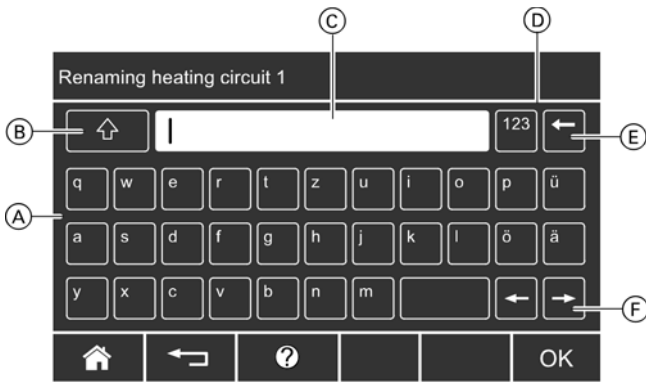 C
D
Renaming heating circuit 1
B
123
E
q w e r t z u i o p ü
A
a s d f g h j k l ö ä
y x c v b n m
F
? OK